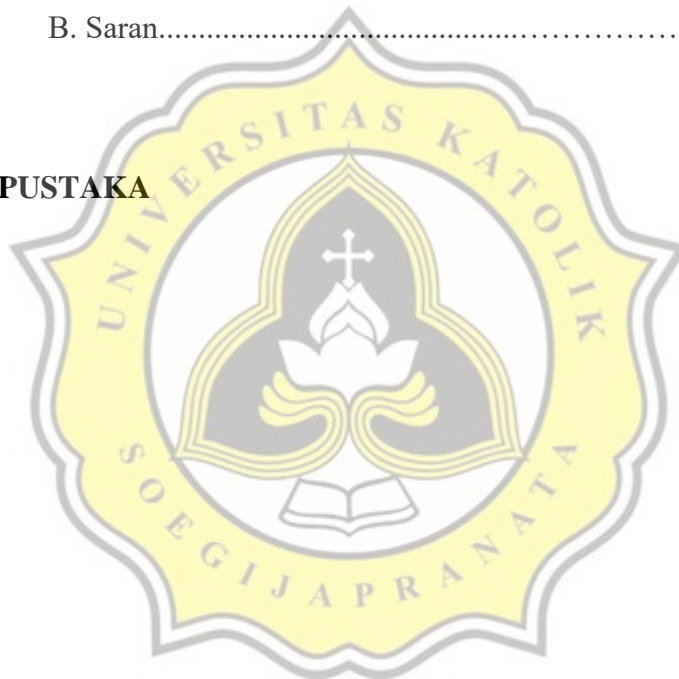 B. Saran.............................................………………
PUSTAKA
UNIVERSITAS KATOLIK
SOEGIJAPRANATA